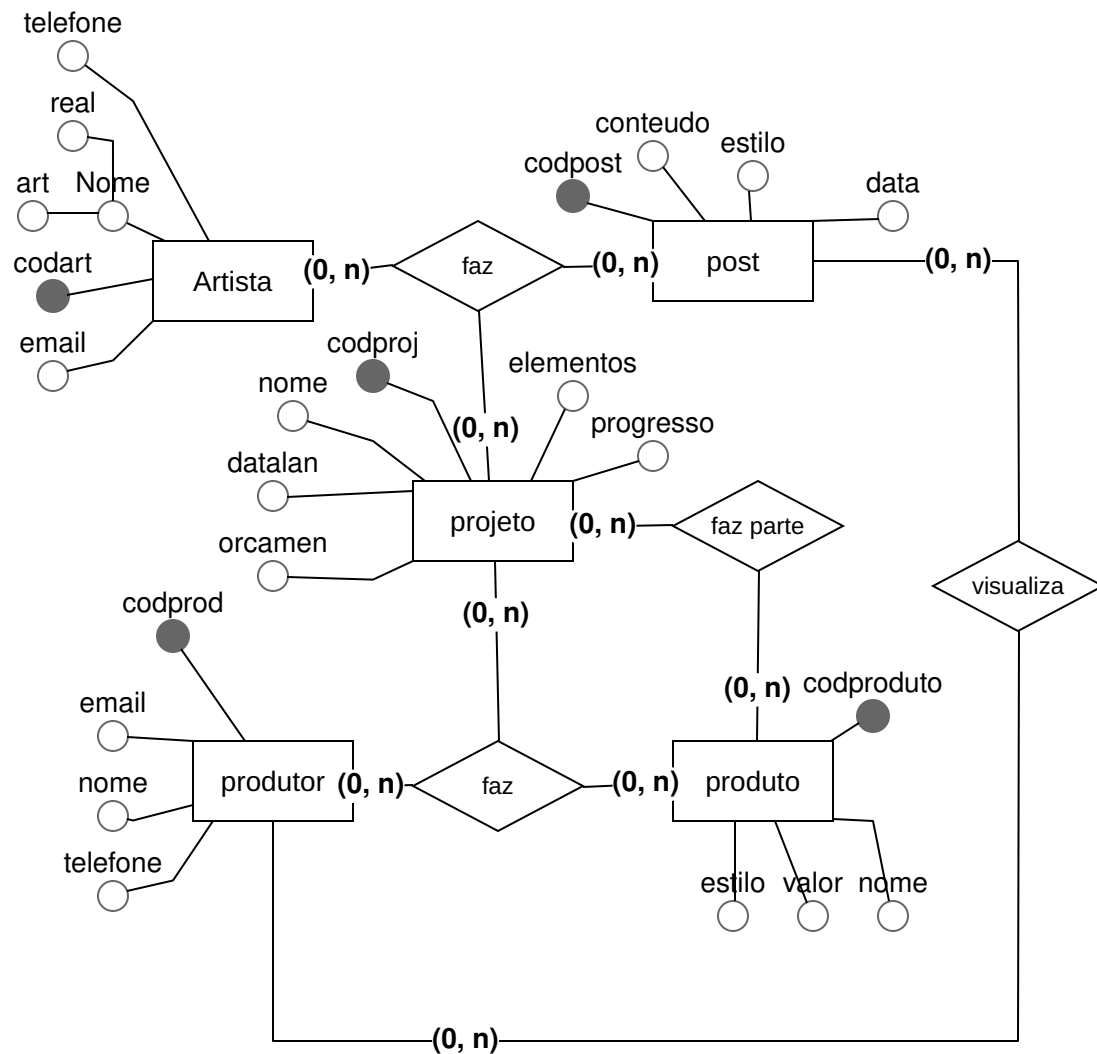 telefone
real
art
Nome
codart
email
Artista
(0, n)
faz
(0, n)
conteudo
estilo
codpost
data
post
(0, n)
codproj
elementos
nome
(0, n)
progresso
datalan
projeto
(0, n)
faz parte
orcamen
visualiza
codprod
(0, n)
(0, n)
codproduto
email
nome
produtor
(0, n)
faz
(0, n)
produto
telefone
estilo
valor
nome
(0, n)